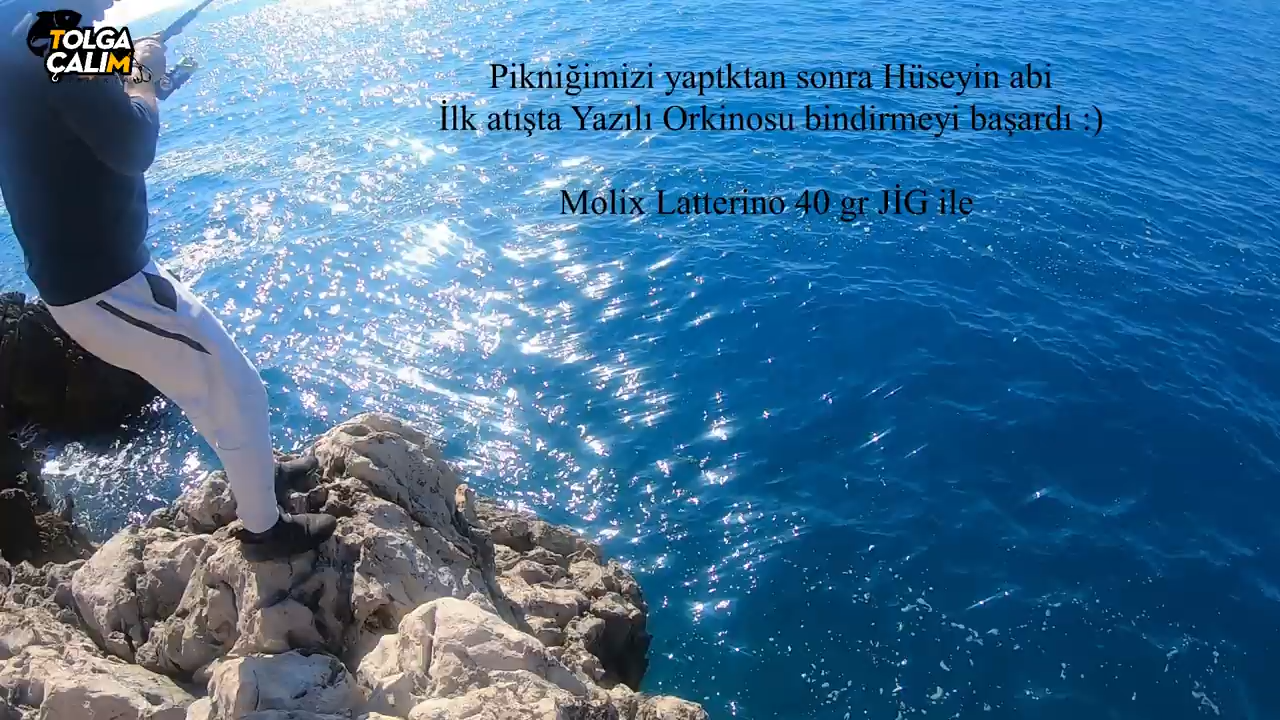 TOLGA
ÇALIM
Pikniğimizi yaptktan sonra Hüseyin abi
İlk atışta Yazılı Orkinosu bindirmeyi başardı :)
Molix Latterino 40 gr JİG ile